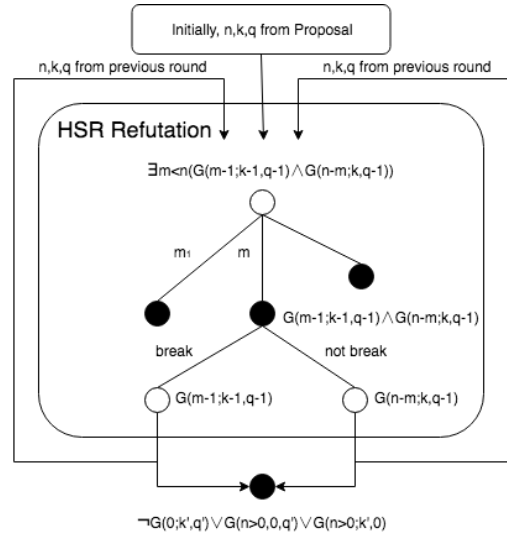 Initially, n,k,q from Proposal
n,k,q from previous round
n,k,q from previous round
HSR Refutation
∃m<n(G(m-1;k-1,q-1)∧G(n-m;k,q-1))
m₁
m
G(m-1;k-1,q-1)∧G(n-m;k,q-1)
break
not break
G(m-1;k-1,q-1)
G(n-m;k,q-1)
¬G(0;k',q')∨G(n>0,0,q')∨G(n>0;k',0)